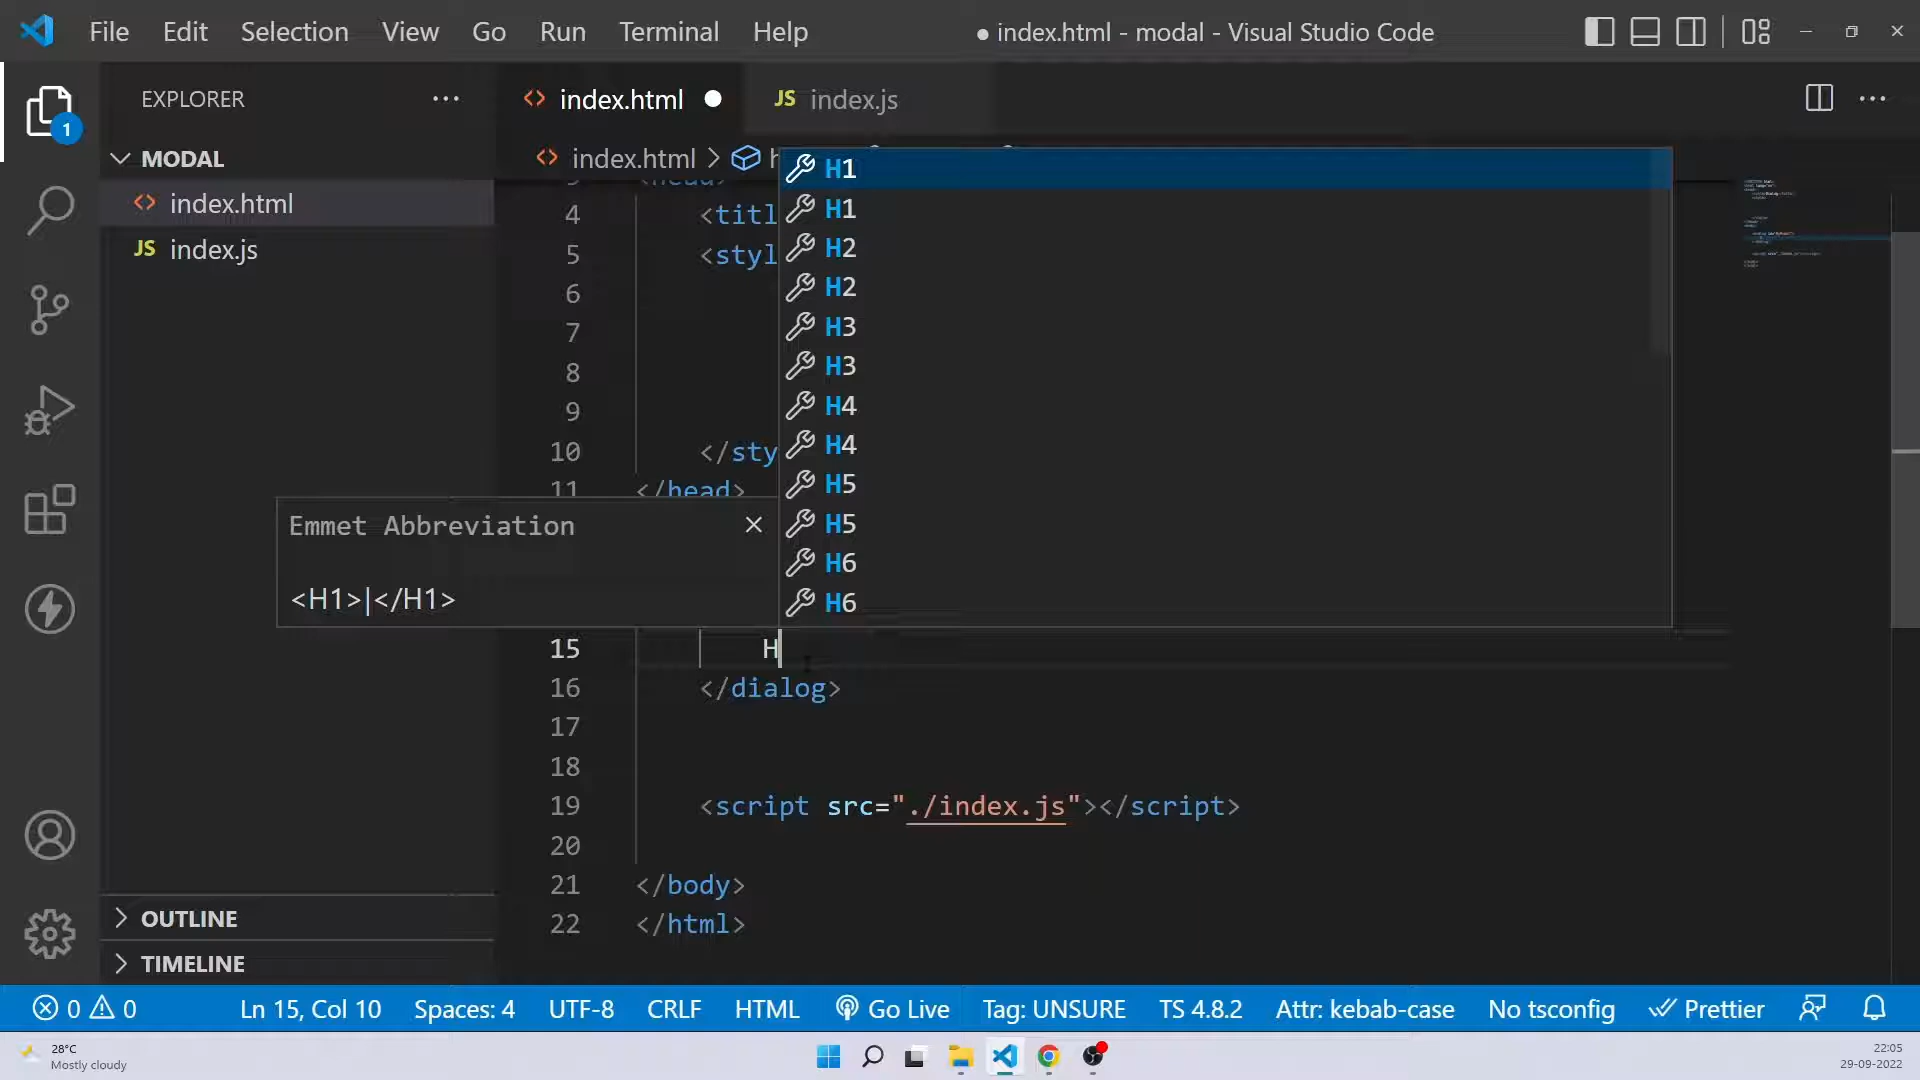 File Edit Selection View Go Run Terminal Help
● index.html - modal - Visual Studio Code
EXPLORER
1
MODAL
index.html
JS index.js
OUTLINE
TIMELINE
index.html
JS index.js
index.html > h
4 <titl
5 <styl
6
7
8
9
10 </sty
11 </head>
H1
H1
H2
H2
H3
H3
H4
H4
H5
H5
H6
H6
Emmet Abbreviation
<H1>|</H1>
15 H
16 </dialog>
17
18
19 <script src="./index.js"></script>
20
21 </body>
22 </html>
0 0 Ln 15, Col 10 Spaces: 4 UTF-8 CRLF HTML Go Live Tag: UNSURE TS 4.8.2 Attr: kebab-case No tsconfig Prettier
28°C
Mostly cloudy
22:05
29-09-2022